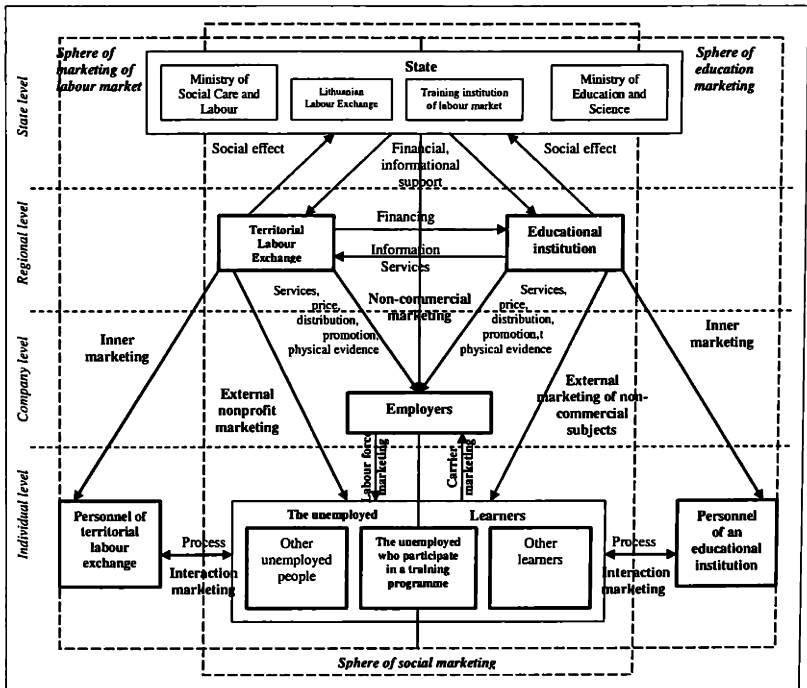 Sphere of
marketing of
labour market
State
Sphere of
education
marketing
Ministry of
Social Care and
Labour
Lithuanian
Labour Exchange
Training institution
of labour market
Ministry of
Education and
Science
State level
Social effect
Financial,
informational
support
Social effect
Regional level
Territorial
Labour
Exchange
Financing
Information
Services
Educational
institution
Services,
price,
distribution,
promotion,
physical evidence
Non-commercial
marketing
Services,
price,
distribution,
promotion,t
physical evidence
Company level
Inner
marketing
Inner
marketing
External
nonprofit
marketing
Employers
External
marketing of non-
commercial
subjects
Individual level
Labour force
marketing
Carrier
marketing
Personnel of
territorial
labour
exchange
Process
Interaction
marketing
The unemployed
Learners
Other
unemployed
people
The unemployed
who participate
in a training
programme
Other
learners
Process
Interaction
marketing
Personnel
of an
educational
institution
Sphere of social marketing